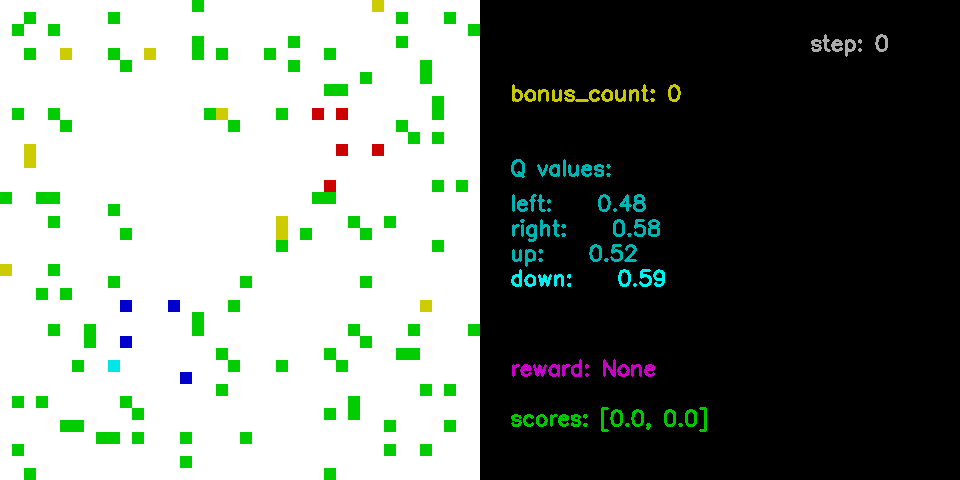 step: 0
bonus_count: 0
Q values:
left: 0.48
right: 0.58
up: 0.52
down: 0.59
reward: None
scores: [0.0, 0.0]